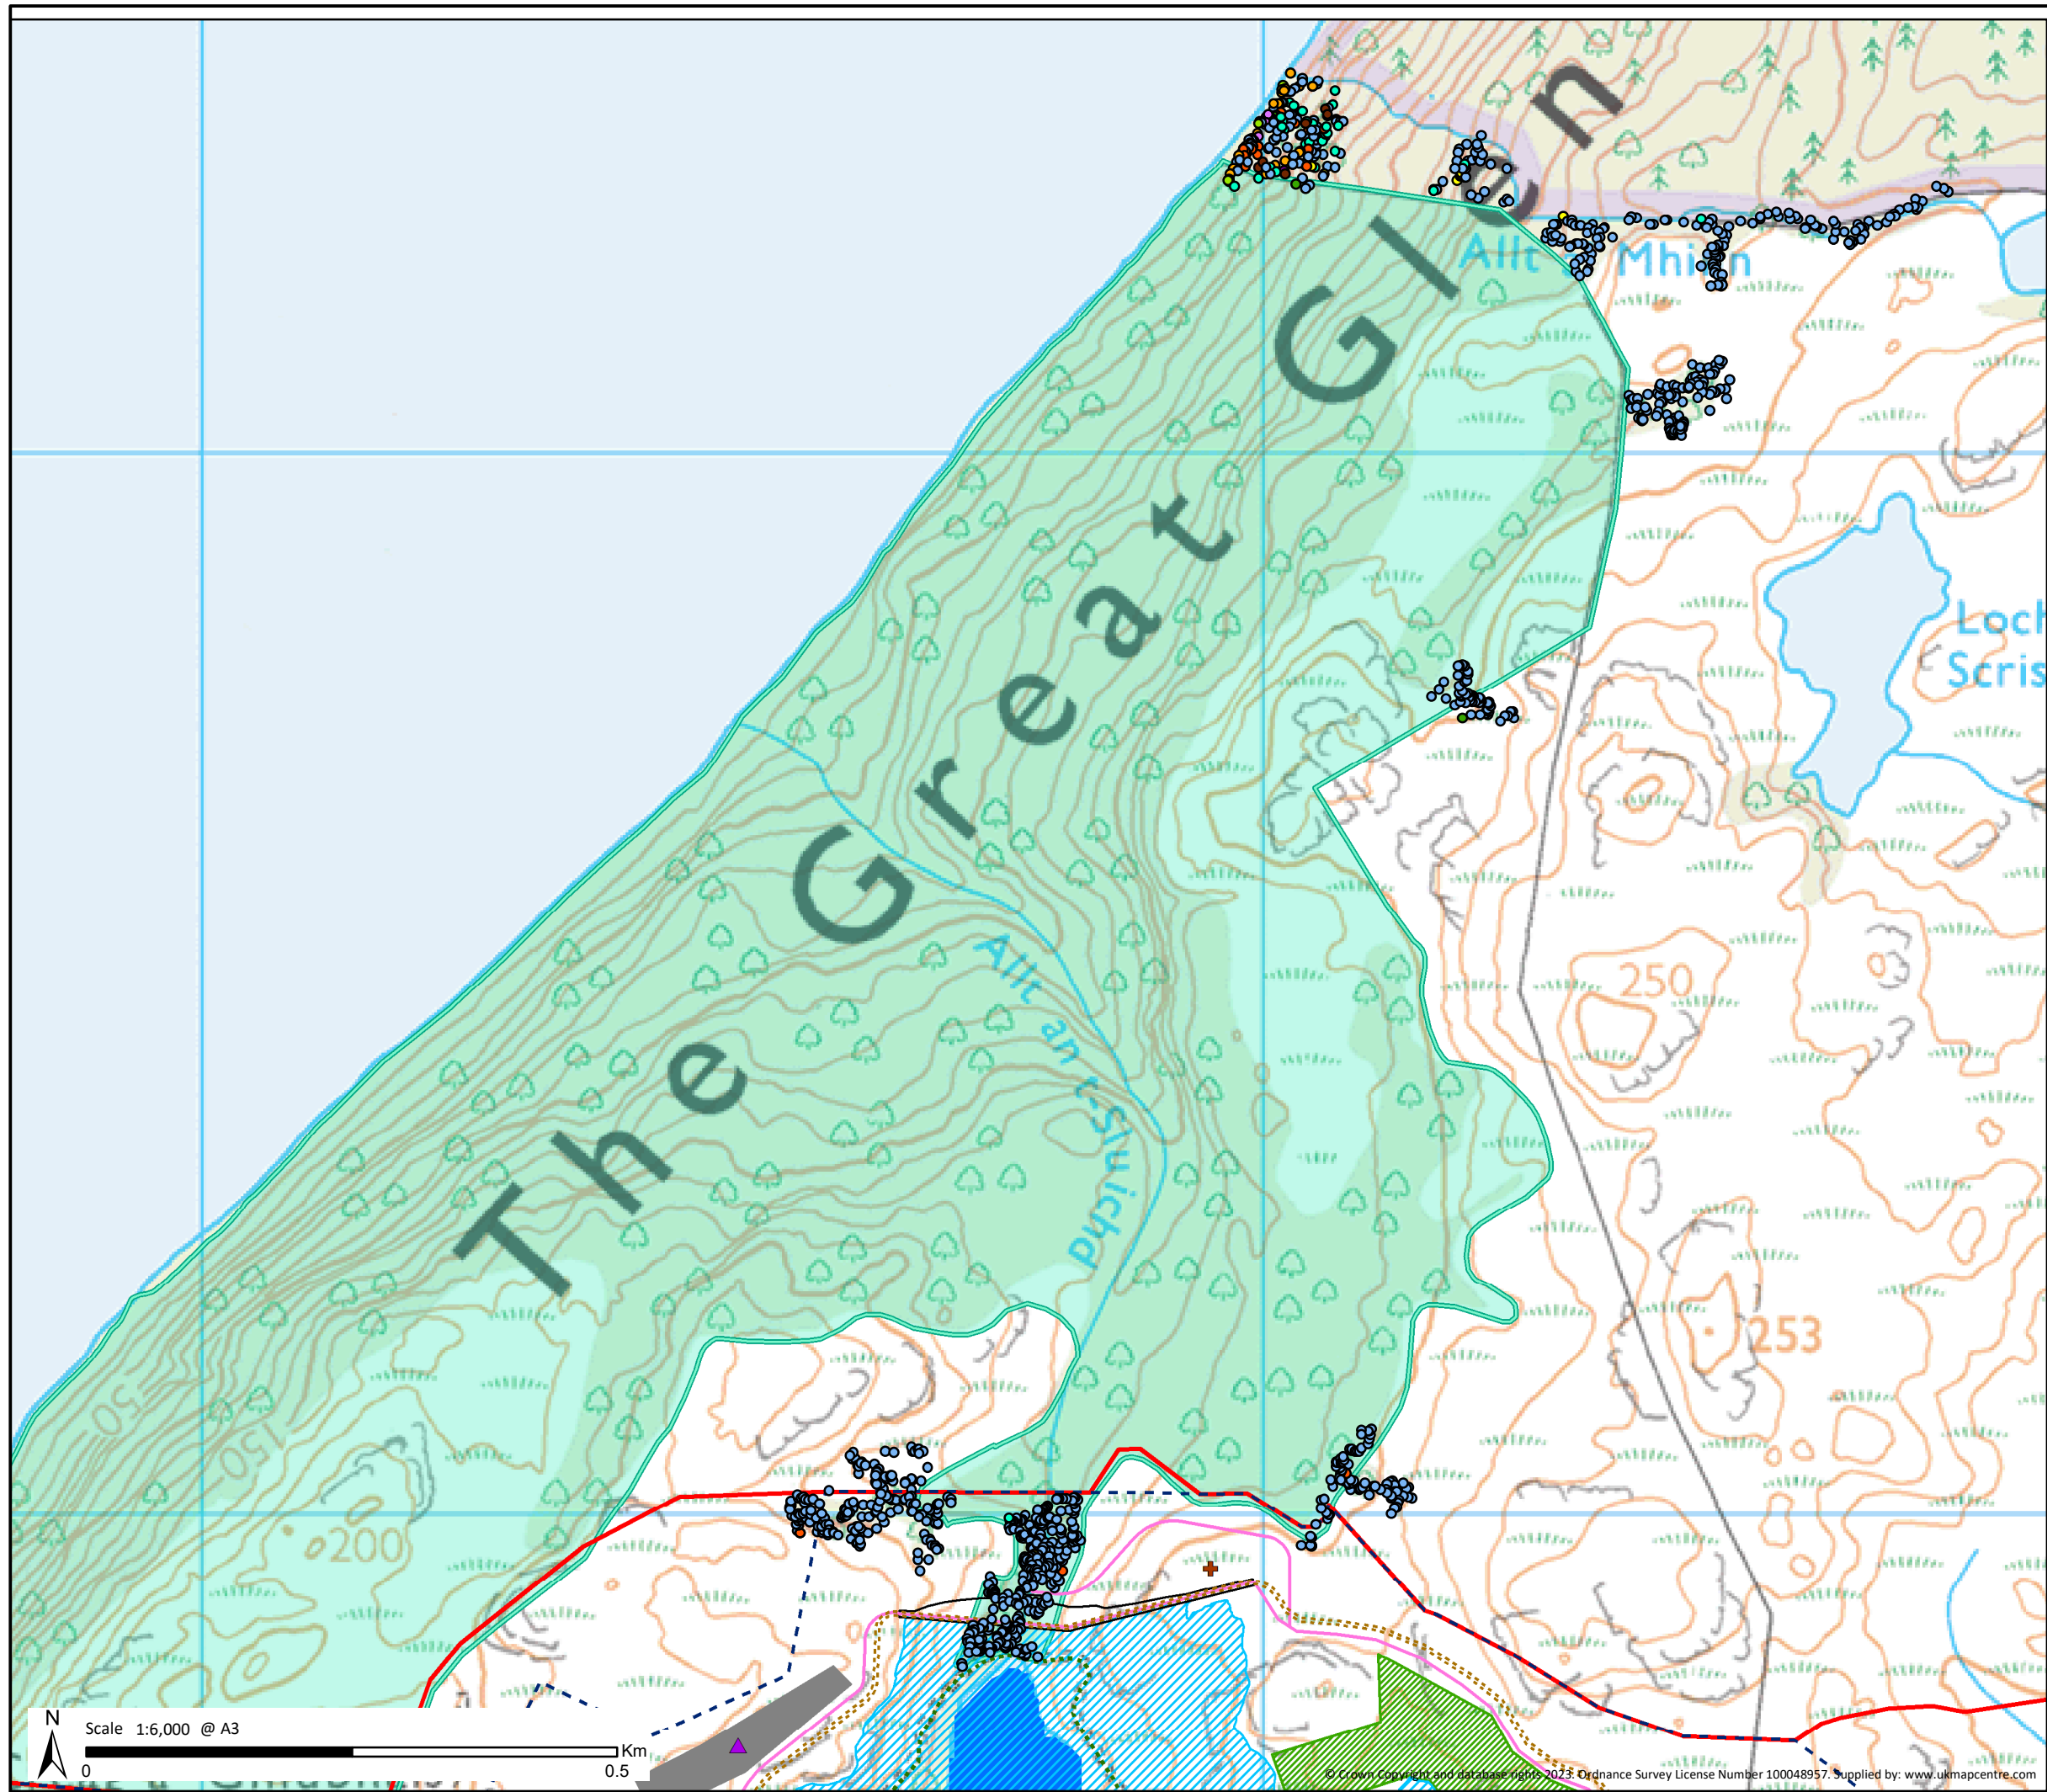 The Great Glen
Allt
Mhi
n
Loch
Scris
Allt an t-Sluichd
250
253
50
150
200
N
Scale 1:6,000 @ A3
Km
0 0.5
© Crown Copyright and database rights 2023. Ordnance Survey License Number 100048957. Supplied by: www.ukmapcentre.com